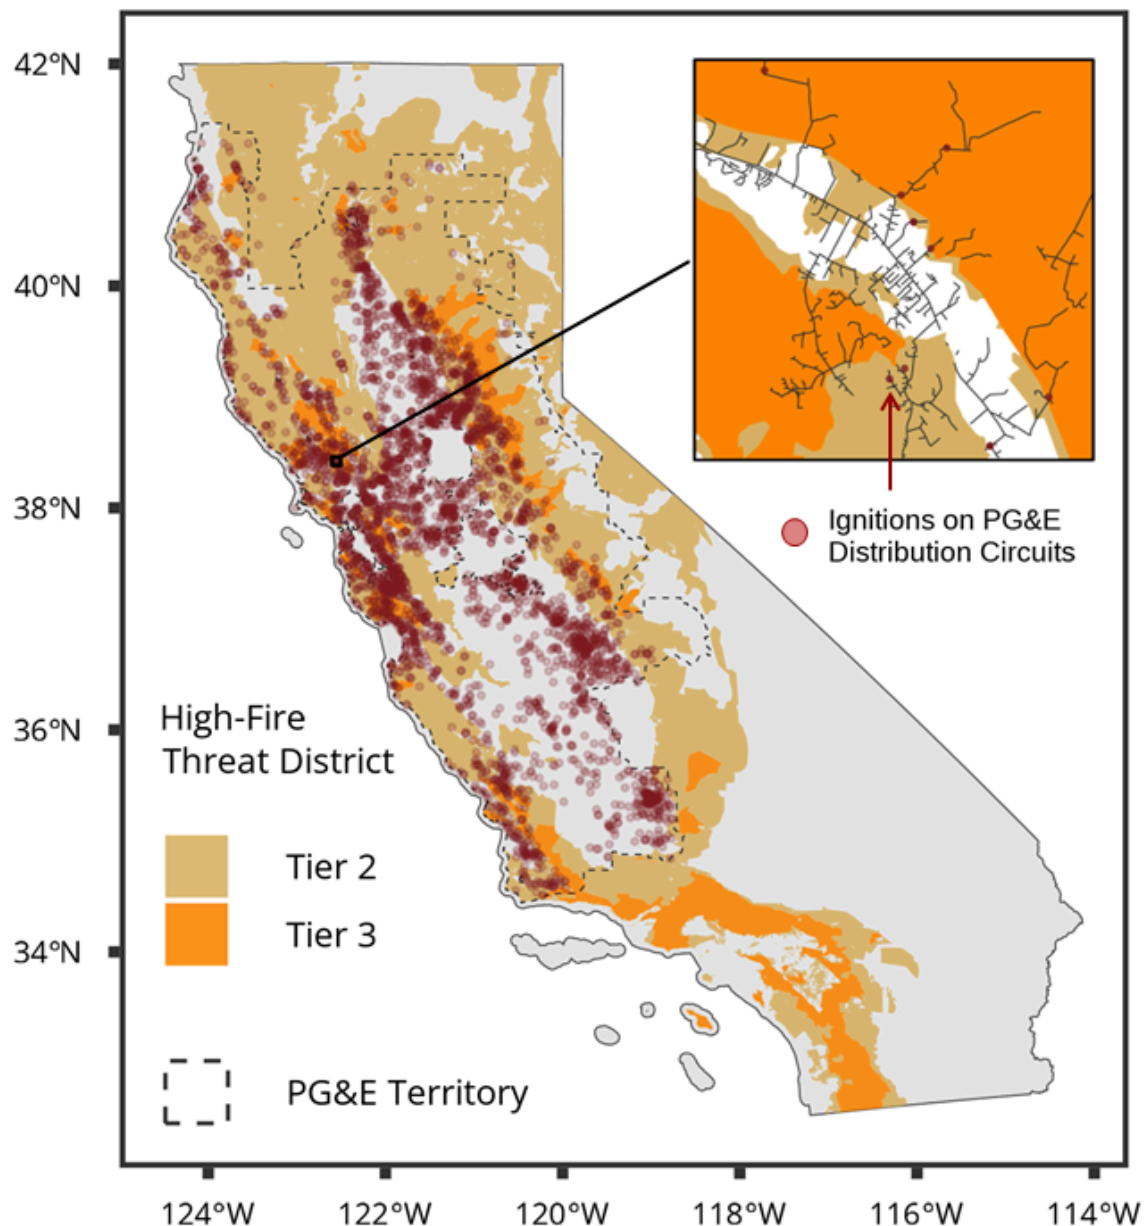 42°N
40°N
38°N
36°N
34°N
Ignitions on PG&E
Distribution Circuits
High-Fire
Threat District
Tier 2
Tier 3
PG&E Territory
124°W
122°W
120°W
118°W
116°W
114°W